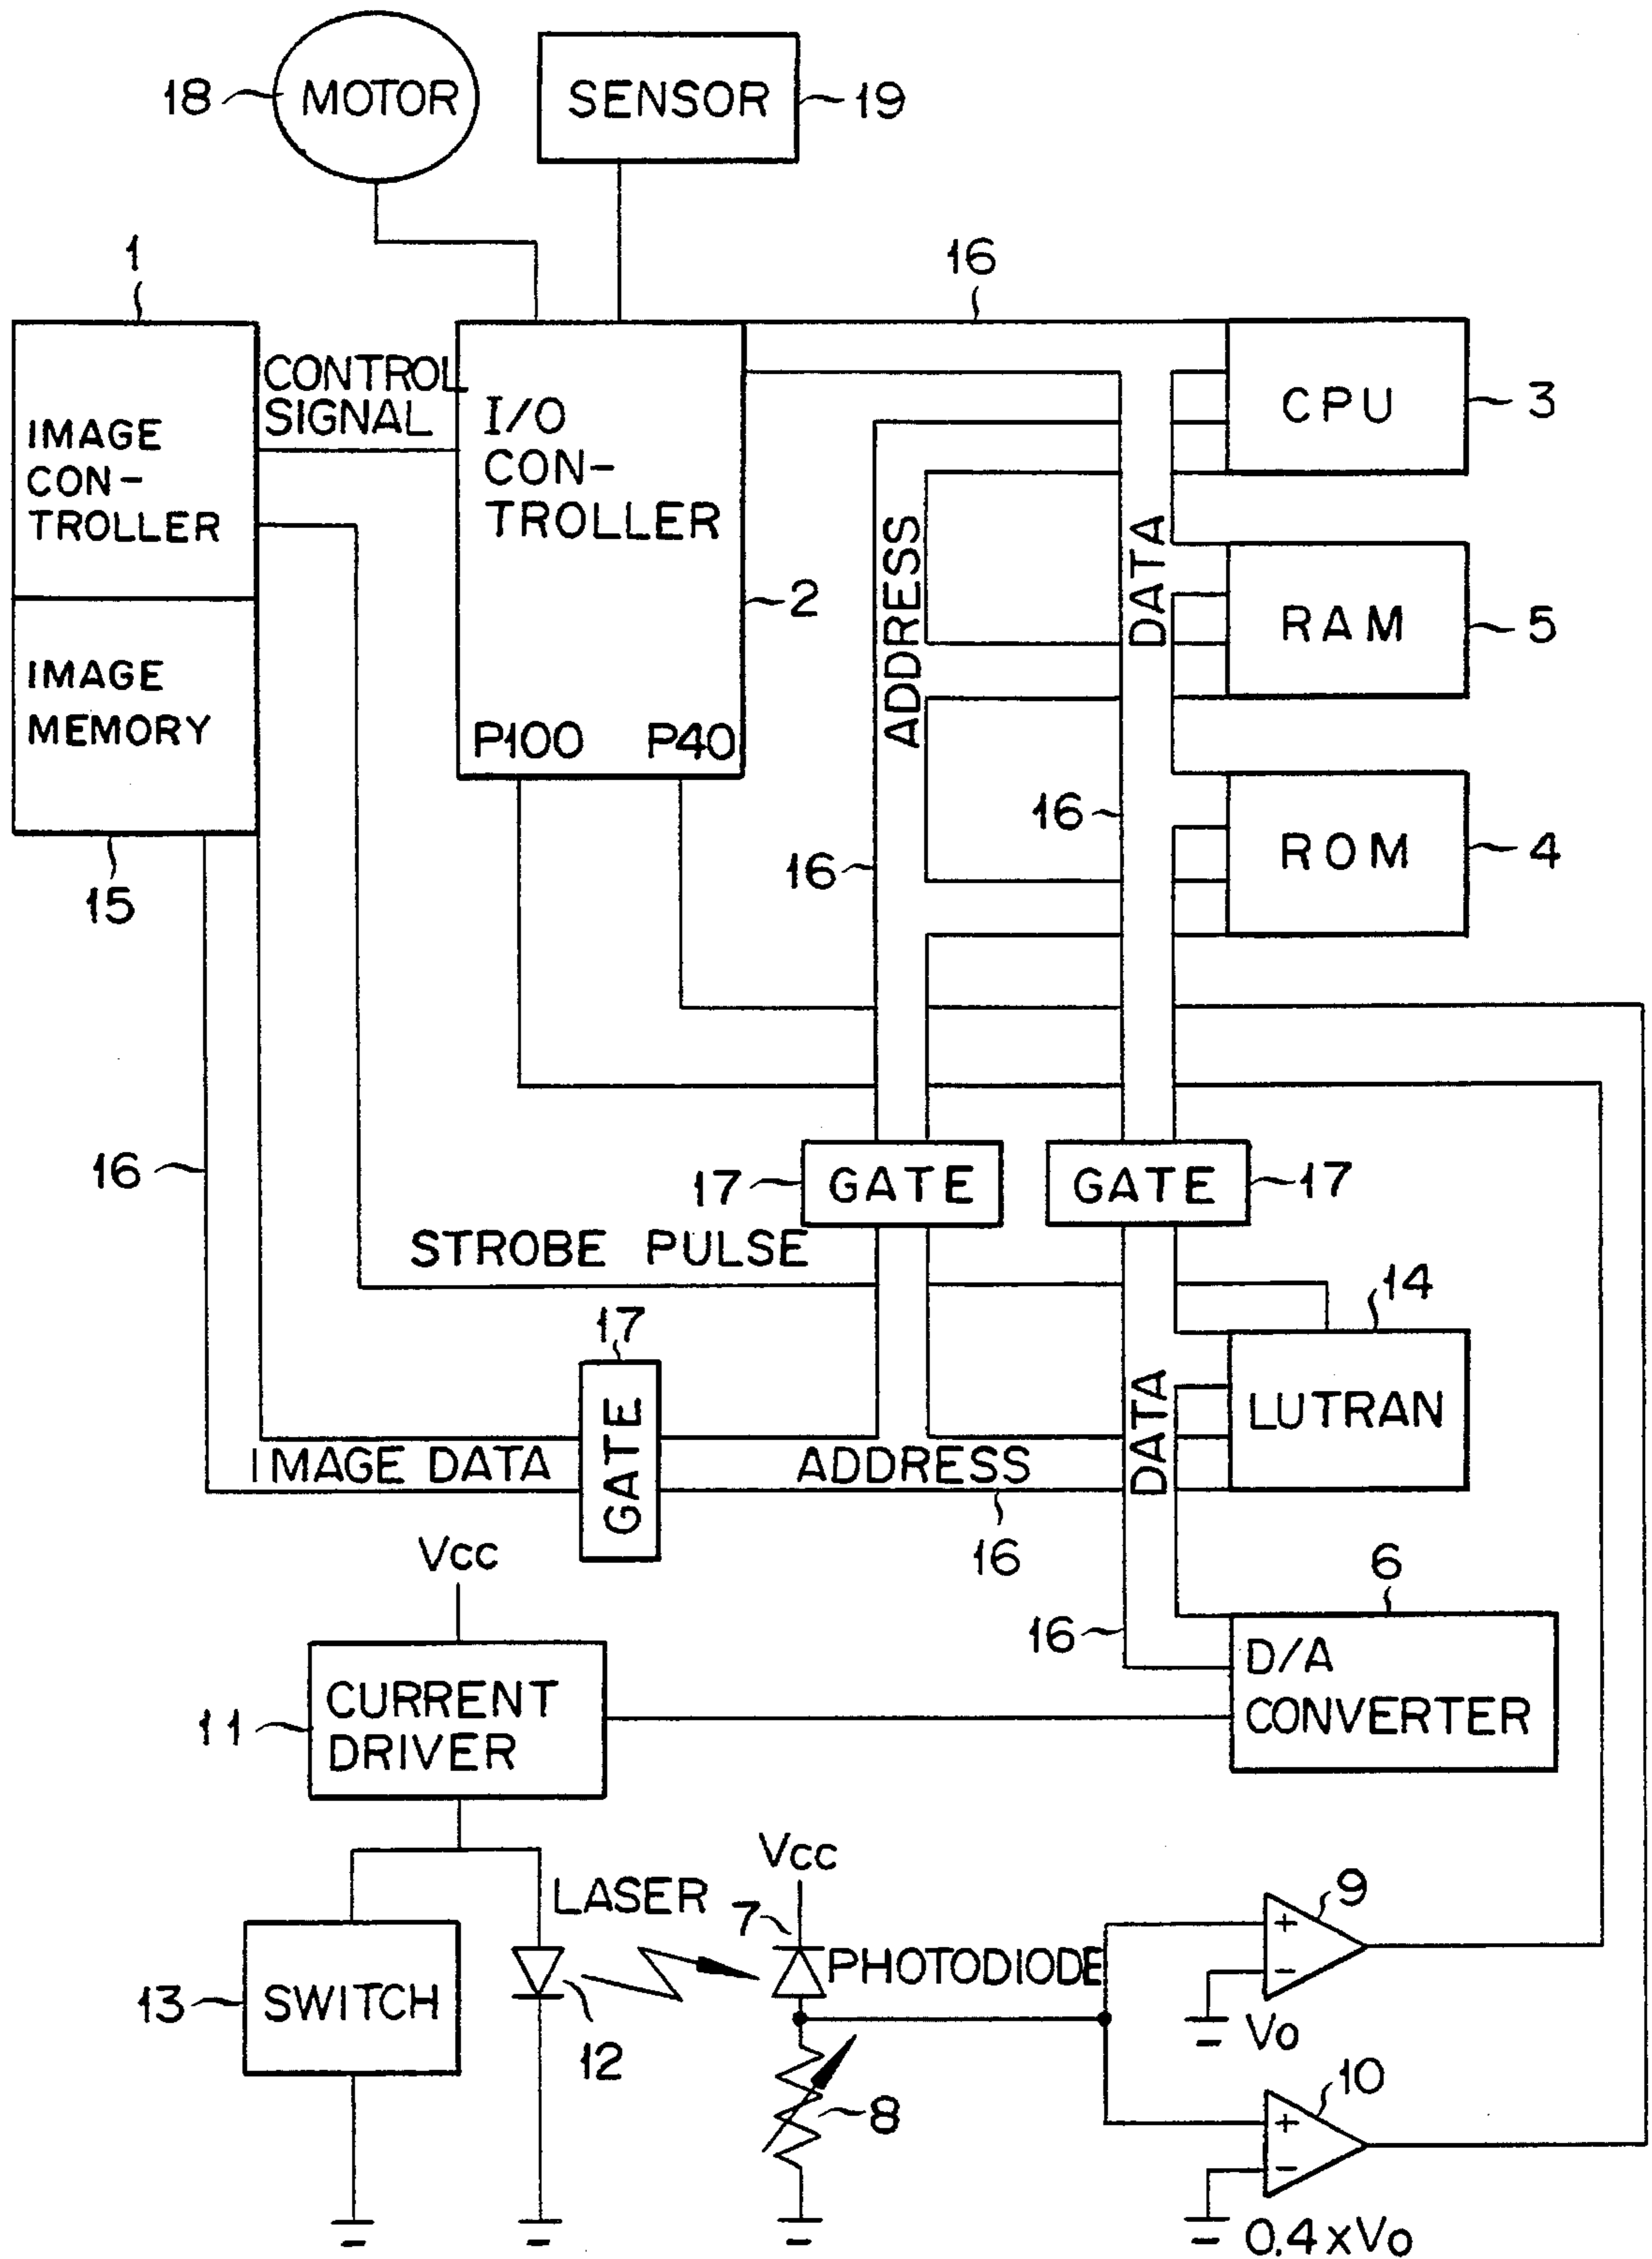 18
MOTOR
SENSOR
19
1
16
CONTROL
SIGNAL
IMAGE
CON-
TROLLER
I/O
CON-
TROLLER
CPU
3
ADDRESS
DATA
2
RAM
5
IMAGE
MEMORY
P100
P40
16
16
ROM
4
15
16
17
GATE
GATE
17
STROBE PULSE
14
17
GATE
LUTRAN
DATA
IMAGE DATA
ADDRESS
16
Vcc
6
16
D/A
CONVERTER
11
CURRENT
DRIVER
Vcc
LASER
7
9
+
−
PHOTODIODE
13
SWITCH
12
Vo
8
10
+
−
0.4xVo